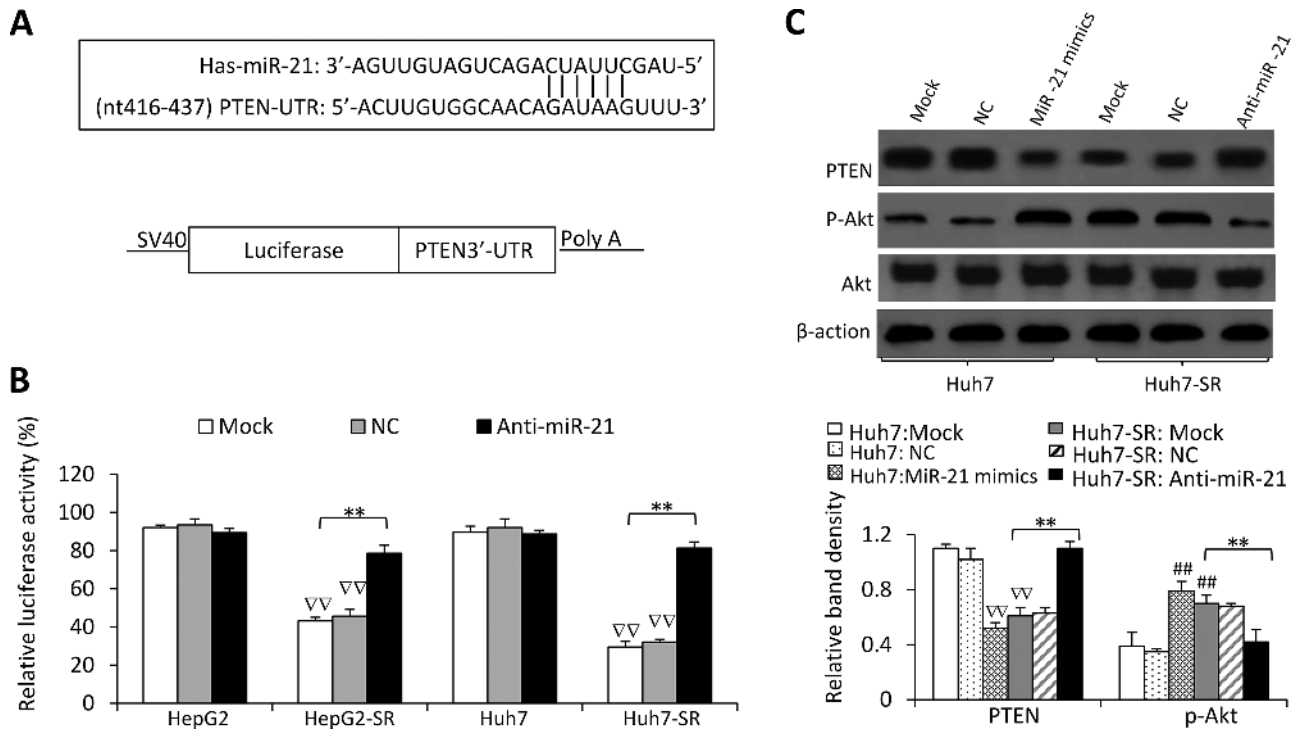 A
Has-miR-21: 3′-AGUUGUAGUCAGACUAUUCGAU-5′
(nt416-437) PTEN-UTR: 5′-ACUUGUGGCAACAGAUAAGUUU-3′
SV40 Luciferase PTEN3′-UTR Poly A
B
Mock NC Anti-miR-21
Relative luciferase activity (%)
120
100
80
60
40
20
0
** **
▽▽ ▽▽ ▽▽ ▽▽
HepG2 HepG2-SR Huh7 Huh7-SR
C
Mock NC MiR -21 mimics Mock NC Anti-miR -21
PTEN
P-Akt
Akt
β-action
Huh7 Huh7-SR
Huh7:Mock Huh7-SR: Mock
Huh7: NC Huh7-SR: NC
Huh7:MiR-21 mimics Huh7-SR: Anti-miR-21
Relative band density
1.2
0.8
0.4
0
** **
▽▽ ▽▽ ## ##
PTEN p-Akt